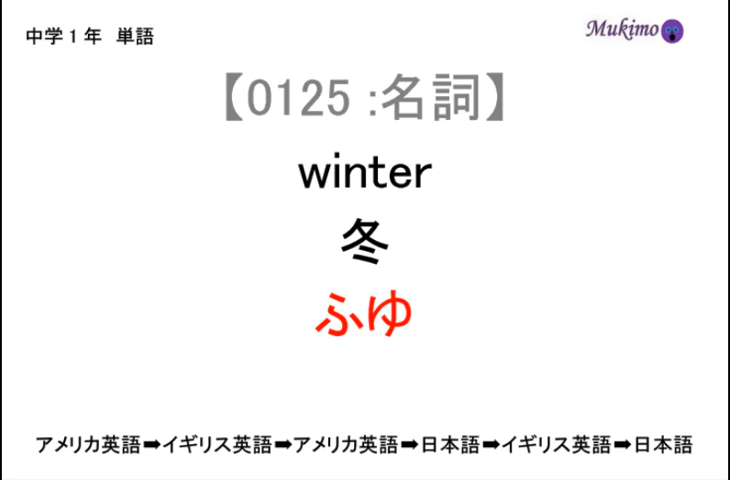 中学１年 単語
Mukimo
【0125 :名詞】
winter
冬
ふゆ
アメリカ英語➡イギリス英語➡アメリカ英語➡日本語➡イギリス英語➡日本語